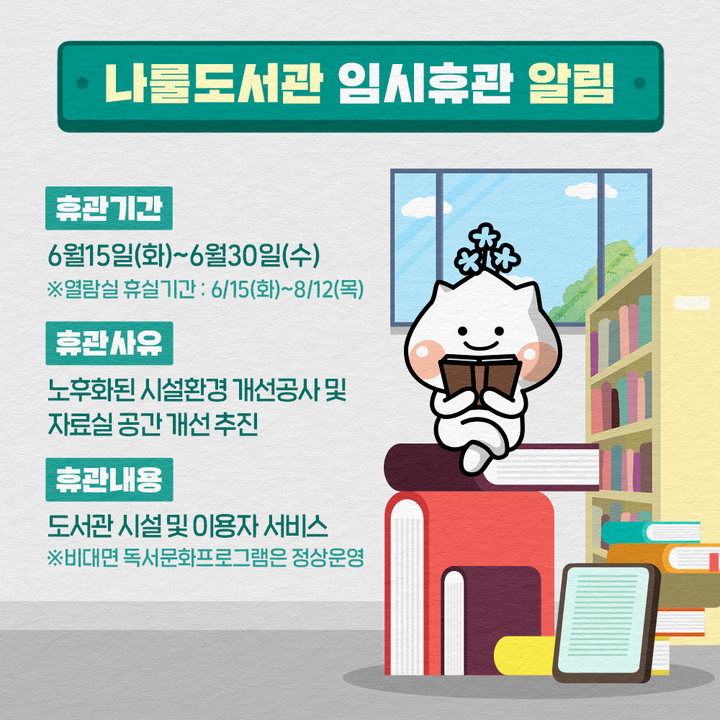 나룰도서관 임시휴관 알림
휴관기간
6월15일(화)~6월30일(수)
※열람실 휴실기간 : 6/15(화)~8/12(목)
휴관사유
노후화된 시설환경 개선공사 및
자료실 공간 개선 추진
휴관내용
도서관 시설 및 이용자 서비스
※비대면 독서문화프로그램은 정상운영